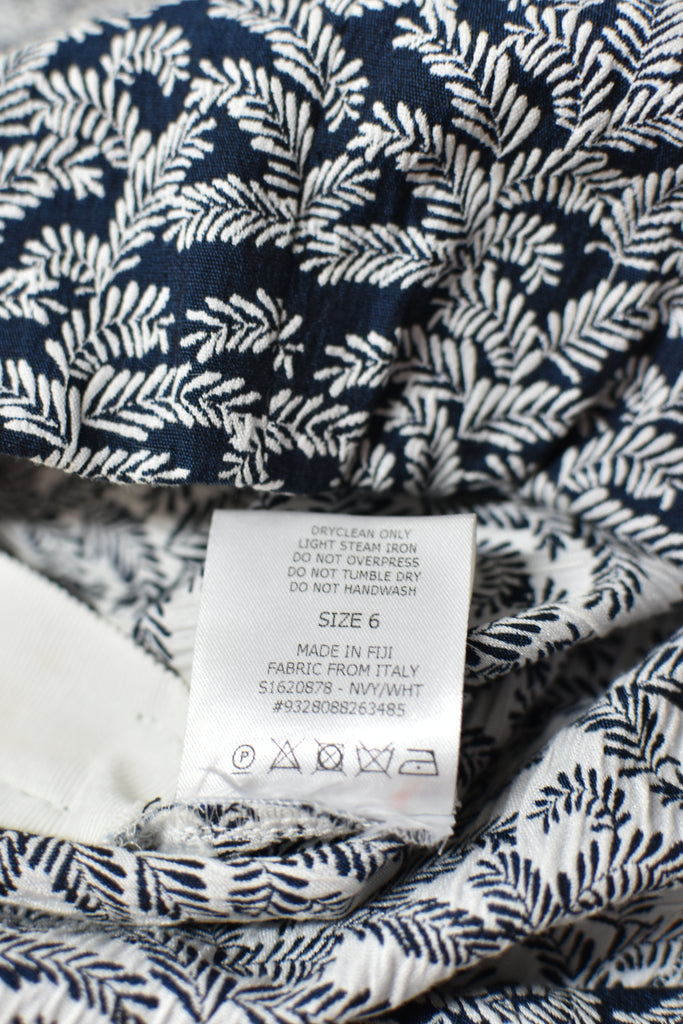 DRYCLEAN ONLY
LIGHT STEAM IRON
DO NOT OVERPRESS
DO NOT TUMBLE DRY
DO NOT HANDWASH
SIZE 6
MADE IN FIJI
FABRIC FROM ITALY
S1620878 - NVY/WHT
#9328088263485
P